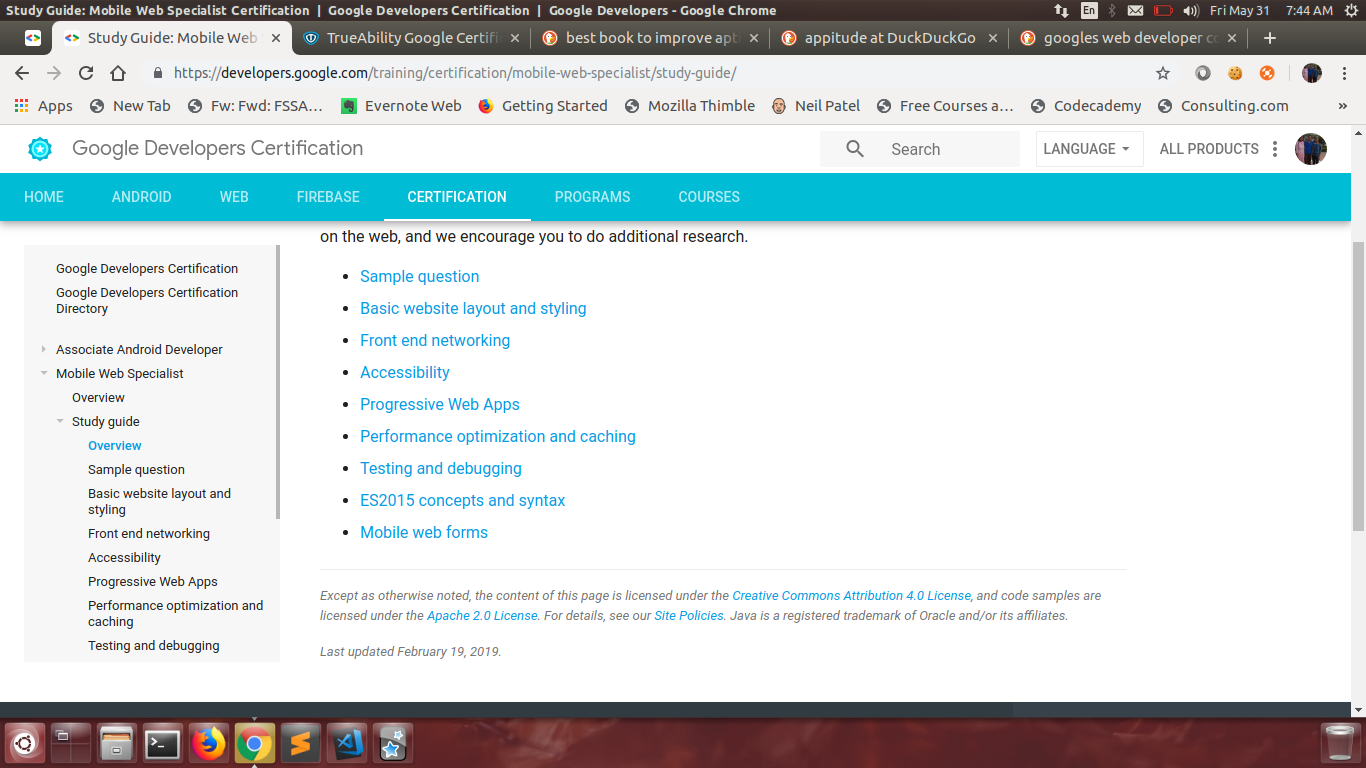 Study Guide: Mobile Web Specialist Certification | Google Developers Certification | Google Developers - Google Chrome
En
Fri May 31
7:44 AM
Study Guide: Mobile Web
TrueAbility Google Certifi
best book to improve apt
appitude at DuckDuckGo
googles web developer c
https://developers.google.com/training/certification/mobile-web-specialist/study-guide/
Apps
New Tab
Fw: Fwd: FSSA...
Evernote Web
Getting Started
Mozilla Thimble
Neil Patel
Free Courses a...
Codecademy
Consulting.com
»
Google Developers Certification
Search
LANGUAGE
ALL PRODUCTS
HOME
ANDROID
WEB
FIREBASE
CERTIFICATION
PROGRAMS
COURSES
Google Developers Certification
Google Developers Certification
Directory
Associate Android Developer
Mobile Web Specialist
Overview
Study guide
Overview
Sample question
Basic website layout and
styling
Front end networking
Accessibility
Progressive Web Apps
Performance optimization and
caching
Testing and debugging
on the web, and we encourage you to do additional research.
• Sample question
• Basic website layout and styling
• Front end networking
• Accessibility
• Progressive Web Apps
• Performance optimization and caching
• Testing and debugging
• ES2015 concepts and syntax
• Mobile web forms
Except as otherwise noted, the content of this page is licensed under the Creative Commons Attribution 4.0 License, and code samples are
licensed under the Apache 2.0 License. For details, see our Site Policies. Java is a registered trademark of Oracle and/or its affiliates.
Last updated February 19, 2019.